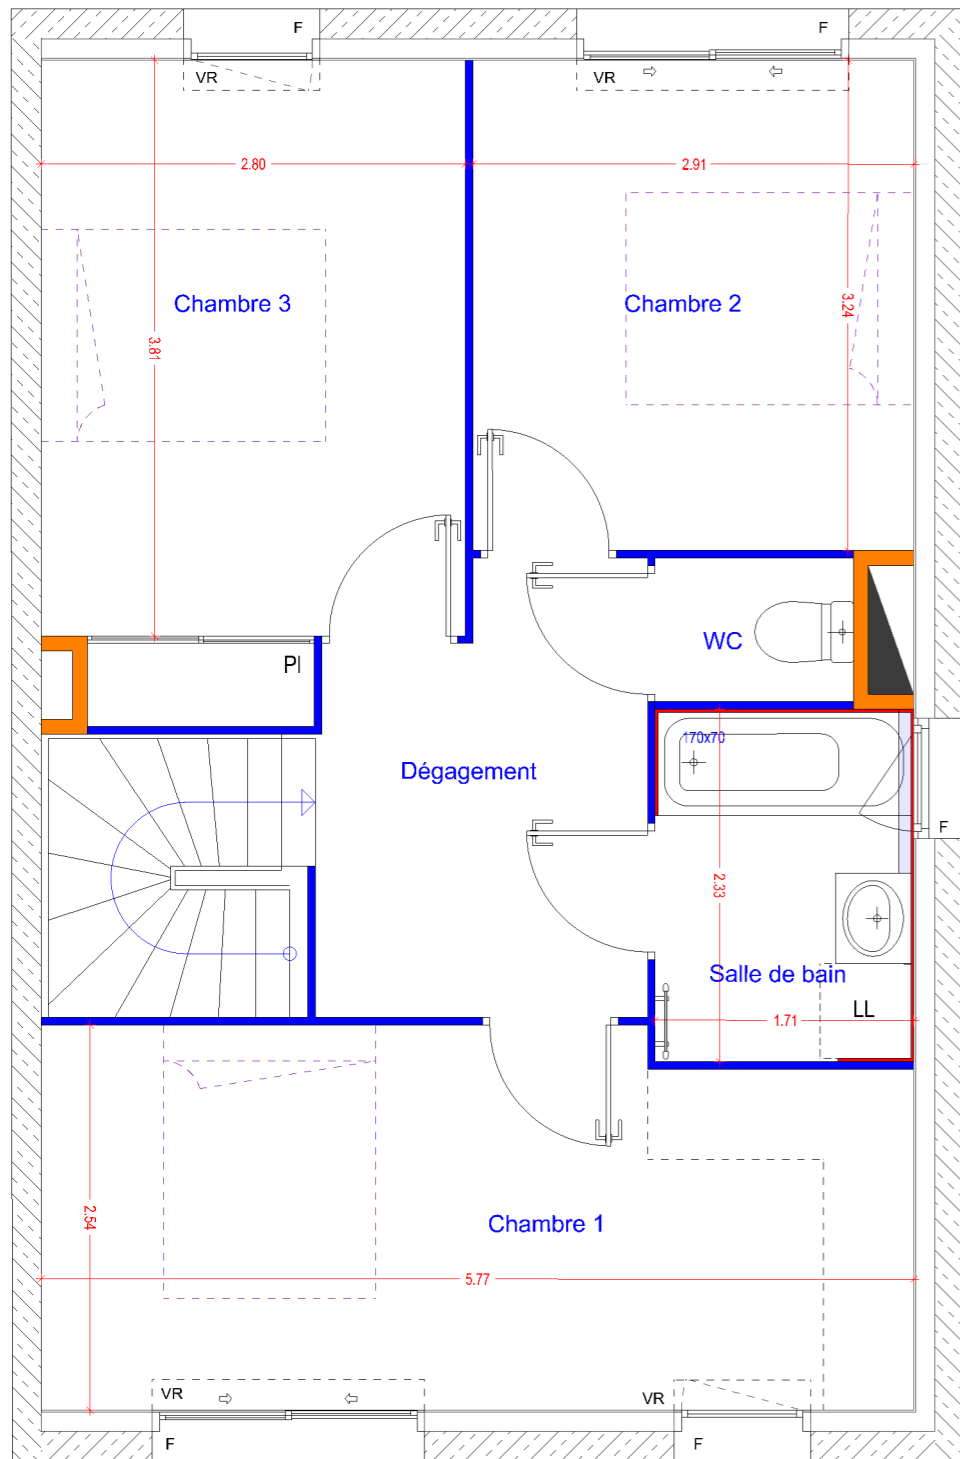 F
F
VR
VR
2.80
2.91
Chambre 3
Chambre 2
3.24
3.81
WC
Pl
170x70
Dégagement
F
2.33
Salle de bain
LL
1.71
2.54
Chambre 1
5.77
VR
VR
F
F